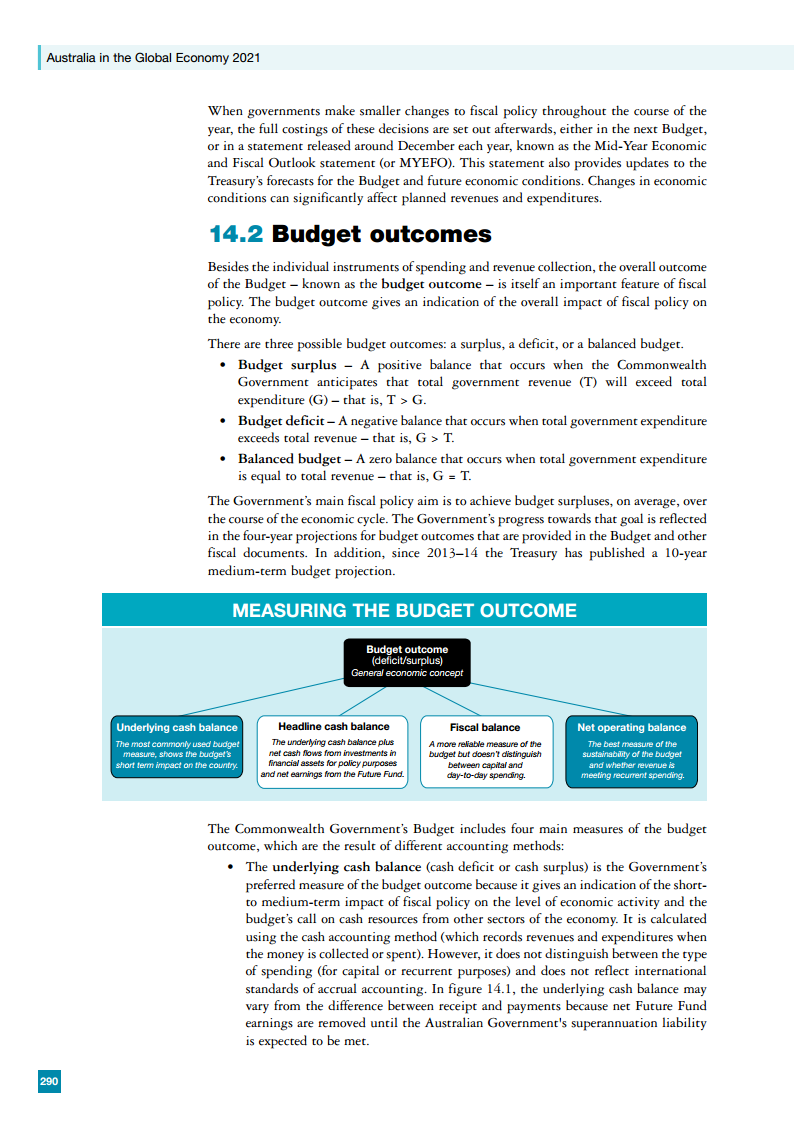 Australia in the Global Economy 2021
When governments make smaller changes to fiscal policy throughout the course of the
year, the full costings of these decisions are set out afterwards, either in the next Budget,
or in a statement released around December each year, known as the Mid-Year Economic
and Fiscal Outlook statement (or MYEFO). This statement also provides updates to the
Treasury's forecasts for the Budget and future economic conditions. Changes in economic
conditions can significantly affect planned revenues and expenditures.
14.2 Budget outcomes
Besides the individual instruments of spending and revenue collection, the overall outcome
of the Budget – known as the budget outcome – is itself an important feature of fiscal
policy. The budget outcome gives an indication of the overall impact of fiscal policy on
the economy.
There are three possible budget outcomes: a surplus, a deficit, or a balanced budget.
• Budget surplus – A positive balance that occurs when the Commonwealth
Government anticipates that total government revenue (T) will exceed total
expenditure (G) – that is, T > G.
• Budget deficit – A negative balance that occurs when total government expenditure
exceeds total revenue – that is, G > T.
• Balanced budget – A zero balance that occurs when total government expenditure
is equal to total revenue – that is, G = T.
The Government's main fiscal policy aim is to achieve budget surpluses, on average, over
the course of the economic cycle. The Government's progress towards that goal is reflected
in the four-year projections for budget outcomes that are provided in the Budget and other
fiscal documents. In addition, since 2013–14 the Treasury has published a 10-year
medium-term budget projection.
MEASURING THE BUDGET OUTCOME
Budget outcome
(deficit/surplus)
General economic concept
Underlying cash balance
The most commonly used budget
measure, shows the budget's
short term impact on the country.
Headline cash balance
The underlying cash balance plus
net cash flows from investments in
financial assets for policy purposes
and net earnings from the Future Fund.
Fiscal balance
A more reliable measure of the
budget but doesn't distinguish
between capital and
day-to-day spending.
Net operating balance
The best measure of the
sustainability of the budget
and whether revenue is
meeting recurrent spending.
The Commonwealth Government's Budget includes four main measures of the budget
outcome, which are the result of different accounting methods:
• The underlying cash balance (cash deficit or cash surplus) is the Government's
preferred measure of the budget outcome because it gives an indication of the short-
to medium-term impact of fiscal policy on the level of economic activity and the
budget's call on cash resources from other sectors of the economy. It is calculated
using the cash accounting method (which records revenues and expenditures when
the money is collected or spent). However, it does not distinguish between the type
of spending (for capital or recurrent purposes) and does not reflect international
standards of accrual accounting. In figure 14.1, the underlying cash balance may
vary from the difference between receipt and payments because net Future Fund
earnings are removed until the Australian Government's superannuation liability
is expected to be met.
290